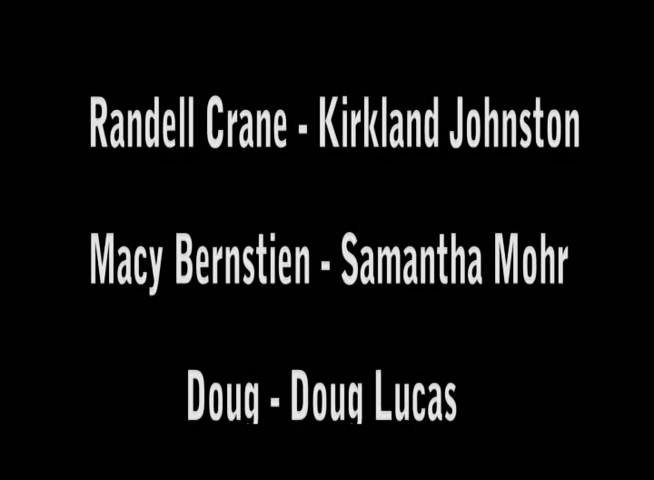 Randell Crane - Kirkland Johnston
Macy Bernstien - Samantha Mohr
Doug - Doug Lucas